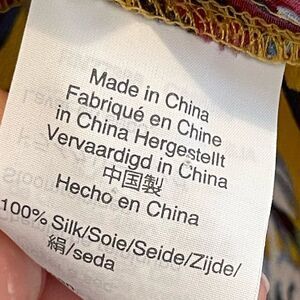 Made in China
Fabriqué en Chine
in China Hergestellt
Vervaardigd in China
中国製
Hecho en China
100% Silk/Soie/Seide/Zijde/
絹/seda